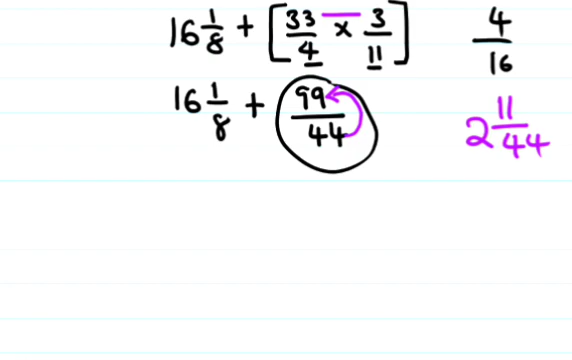 16 1/8 + [33/4 × 3/11] 4/16
16 1/8 + 99/44 2 11/44